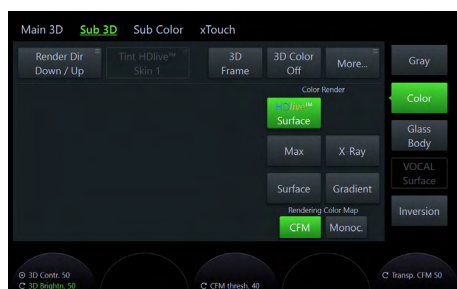 Main 3D Sub 3D Sub Color xTouch
Render Dir
Down / Up
Tint HDlive™
Skin 1
3D
Frame
3D Color
Off
More...
Gray
Color Render
HDlive™
Surface
Color
Max
X-Ray
Glass
Body
VOCAL
Surface
Surface
Gradient
Rendering Color Map
CFM
Monoc.
Inversion
3D Contr. 50
3D Brightn. 50
CFM thresh. 40
Transp. CFM 50